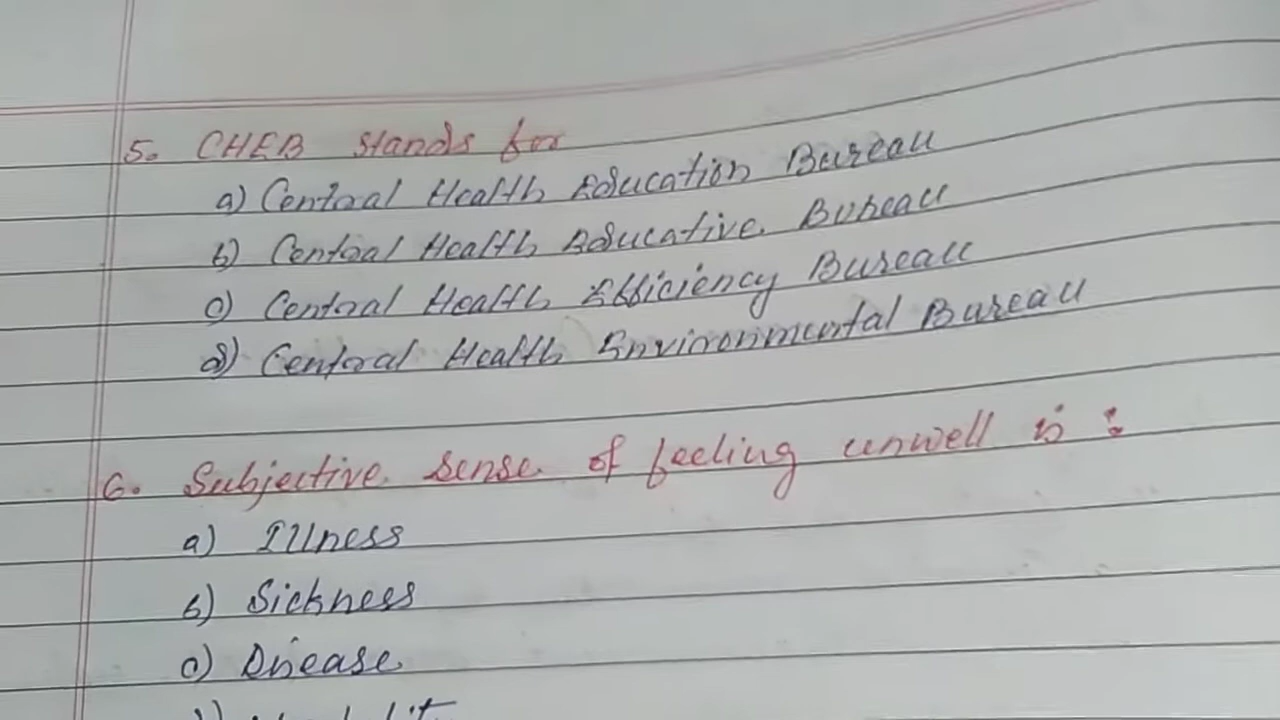 5. CHEB stands for
a) Central Health Education Bureau
b) Central Health Educative Bureau
c) Central Health Efficiency Bureau
d) Central Health Environmental Bureau
6. Subjective sense of feeling unwell is :
a) Illness
b) Sickness
c) Disease